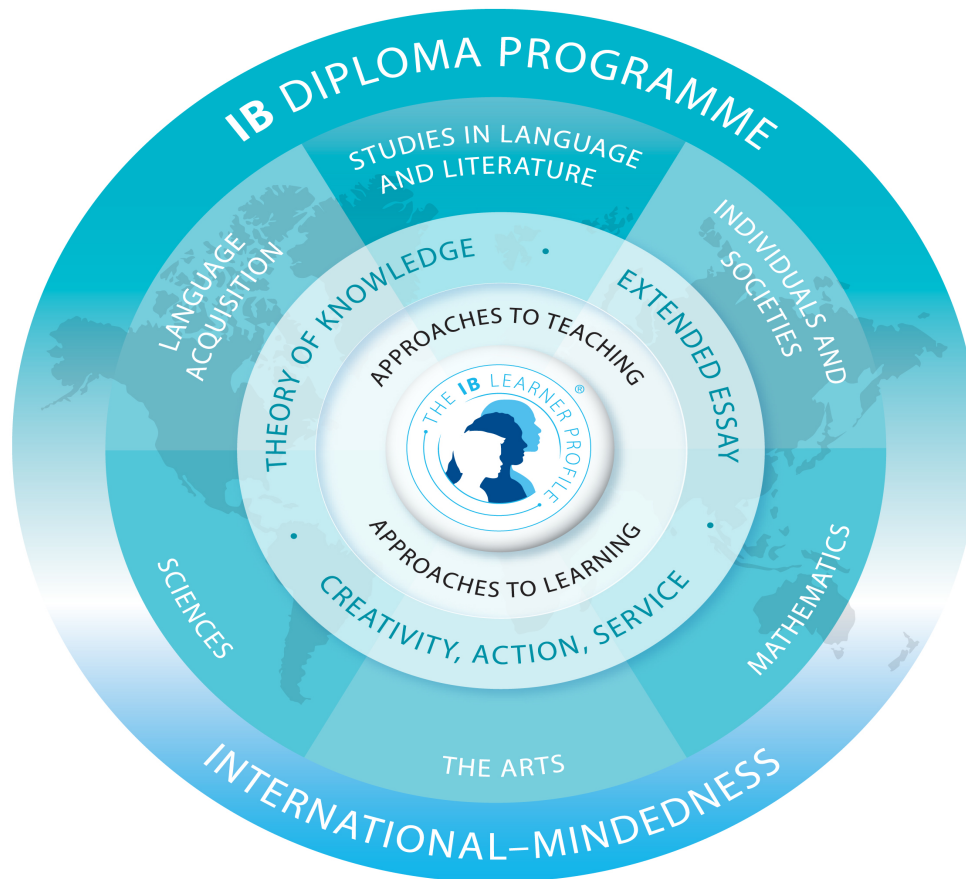 IB DIPLOMA PROGRAMME
STUDIES IN LANGUAGE
AND LITERATURE
LANGUAGE
ACQUISITION
INDIVIDUALS AND
SOCIETIES
THEORY OF KNOWLEDGE
•
EXTENDED ESSAY
APPROACHES TO TEACHING
• THE IB LEARNER PROFILE •
®
APPROACHES TO LEARNING
•
CREATIVITY, ACTION, SERVICE
•
SCIENCES
MATHEMATICS
THE ARTS
INTERNATIONAL–MINDEDNESS